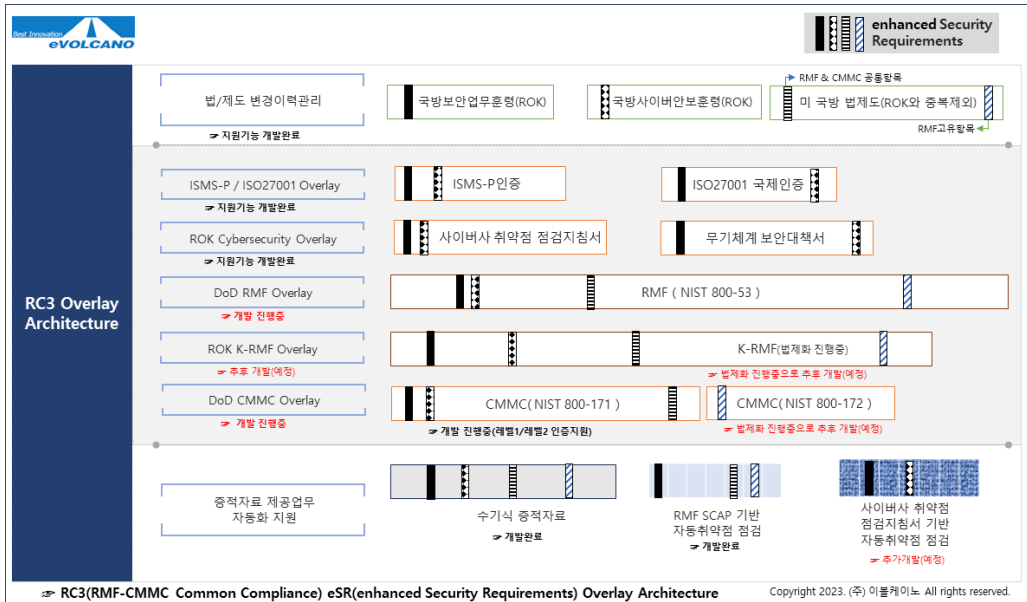 Best Innovation
eVOLCANO
enhanced Security
Requirements
RC3 Overlay
Architecture
법/제도 변경이력관리
☞ 지원기능 개발완료
국방보안업무훈령(ROK)
국방사이버안보훈령(ROK)
RMF & CMMC 공통항목
미 국방 법제도(ROK와 중복제외)
RMF고유항목
ISMS-P / ISO27001 Overlay
☞ 지원기능 개발완료
ISMS-P인증
ISO27001 국제인증
ROK Cybersecurity Overlay
☞ 지원기능 개발완료
사이버사 취약점 점검지침서
무기체계 보안대책서
DoD RMF Overlay
☞ 개발 진행중
RMF ( NIST 800-53 )
ROK K-RMF Overlay
☞ 추후 개발(예정)
K-RMF(법제화 진행중)
☞ 법제화 진행중으로 추후 개발(예정)
DoD CMMC Overlay
☞ 개발 진행중
CMMC( NIST 800-171 )
☞ 개발 진행중(레벨1/레벨2 인증지원)
CMMC( NIST 800-172 )
☞ 법제화 진행중으로 추후 개발(예정)
증적자료 제공업무
자동화 지원
수기식 증적자료
☞ 개발완료
RMF SCAP 기반
자동취약점 점검
☞ 개발완료
사이버사 취약점
점검지침서 기반
자동취약점 점검
☞ 추가개발(예정)
☞ RC3(RMF-CMMC Common Compliance) eSR(enhanced Security Requirements) Overlay Architecture
Copyright 2023. (주) 이볼케이노 All rights reserved.